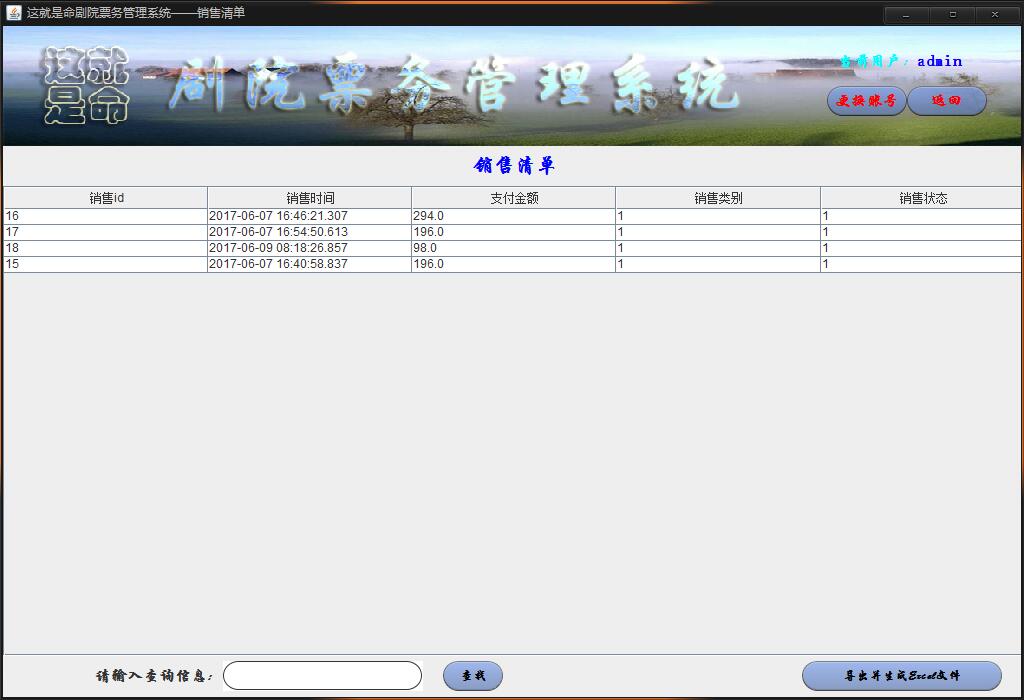 这就是命剧院票务管理系统——销售清单
这就
是命
剧院票务管理系统
当前用户：admin
更换账号 返回
销售清单
销售id 销售时间 支付金额 销售类别 销售状态
16 2017-06-07 16:46:21.307 294.0 1 1
17 2017-06-07 16:54:50.613 196.0 1 1
18 2017-06-09 08:18:26.857 98.0 1 1
15 2017-06-07 16:40:58.837 196.0 1 1
请输入查询信息： 查找 导出并生成Excel文件